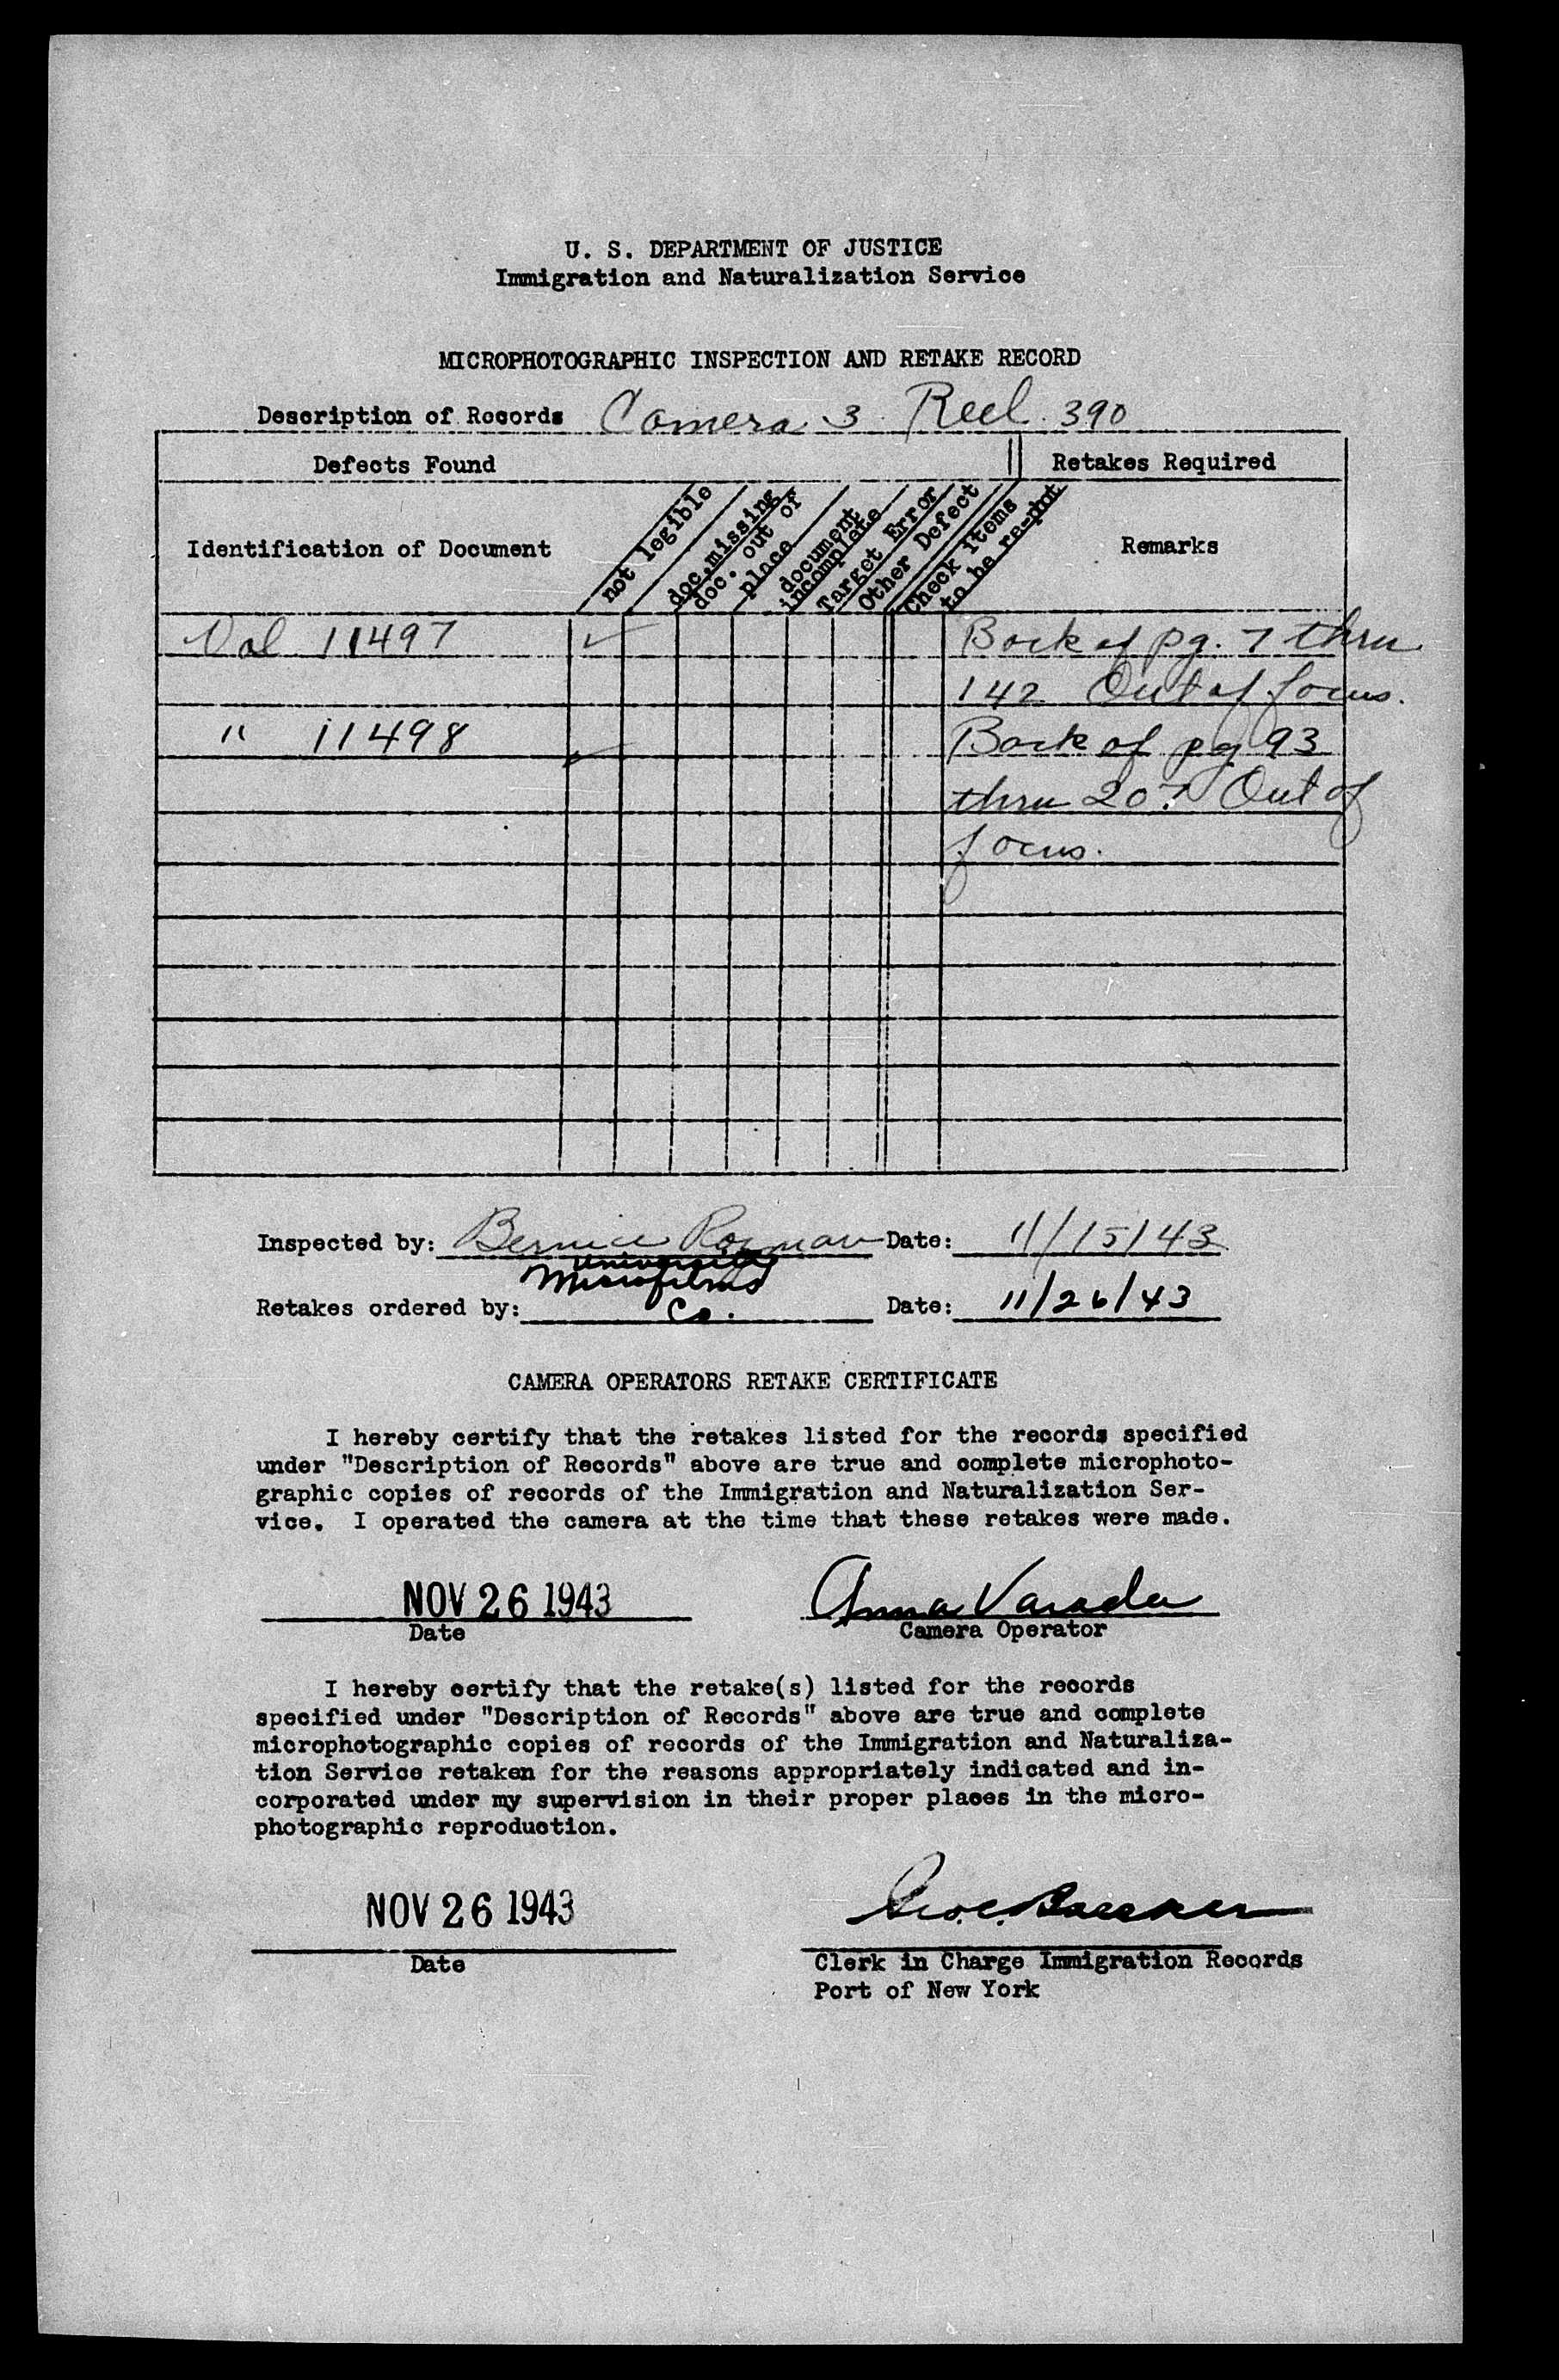 U. S. DEPARTMENT OF JUSTICE
Immigration and Naturalization Service
MICROPHOTOGRAPHIC INSPECTION AND RETAKE RECORD
Description of Records Camera 3 Reel 390
Defects Found Retakes Required
Identification of Document
not legible
doc. missing
doc. out of
place
document
incomplete
Target Error
Other Defect
Check items
to be re-phot
Remarks
Vol 11497 ✓ Back of pg. 7 thru
142 Out of focus.
" 11498 ✓ Back of pg 93
thru 207 Out of
focus.
Inspected by: Bernice Date: 11/15/43
University
Microfilms
Retakes ordered by: Co. Date: 11/26/43
CAMERA OPERATORS RETAKE CERTIFICATE
I hereby certify that the retakes listed for the records specified
under "Description of Records" above are true and complete microphoto-
graphic copies of records of the Immigration and Naturalization Ser-
vice. I operated the camera at the time that these retakes were made.
NOV 26 1943 Anna
Date Camera Operator
I hereby certify that the retake(s) listed for the records
specified under "Description of Records" above are true and complete
microphotographic copies of records of the Immigration and Naturaliza-
tion Service retaken for the reasons appropriately indicated and in-
corporated under my supervision in their proper places in the micro-
photographic reproduction.
NOV 26 1943
Date Clerk in Charge Immigration Records
Port of New York